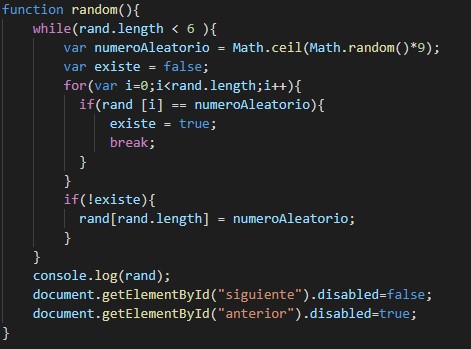 function random(){
    while(rand.length < 6 ){
        var numeroAleatorio = Math.ceil(Math.random()*9);
        var existe = false;
        for(var i=0;i<rand.length;i++){
          if(rand [i] == numeroAleatorio){
              existe = true;
              break;
          }
        }
        if(!existe){
          rand[rand.length] = numeroAleatorio;
        }
    }
    console.log(rand);
    document.getElementById("siguiente").disabled=false;
    document.getElementById("anterior").disabled=true;
}